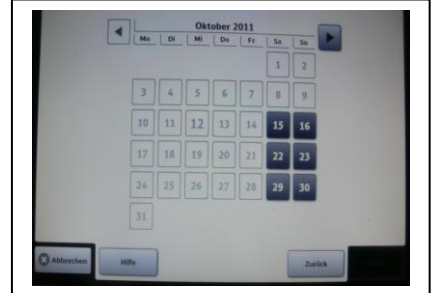 Oktober 2011
Mo Di Mi Do Fr Sa So
1 2
3 4 5 6 7 8 9
10 11 12 13 14 15 16
17 18 19 20 21 22 23
24 25 26 27 28 29 30
31
Abbrechen Hilfe Zurück